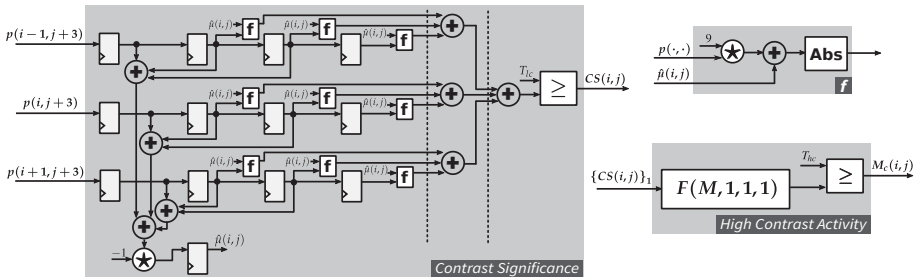 p(i − 1, j + 3)
μ̂(i,j)
f
μ̂(i,j)
f
μ̂(i,j)
f
T_lc
≥
CS(i,j)
p(i, j + 3)
μ̂(i,j)
f
μ̂(i,j)
f
μ̂(i,j)
f
p(i + 1, j + 3)
μ̂(i,j)
f
μ̂(i,j)
f
μ̂(i,j)
f
−1
μ̂(i,j)
Contrast Significance
9
p(·,·)
μ̂(i,j)
Abs
f
{CS(i,j)}₁
F(M,1,1,1)
T_hc
≥
M_c(i,j)
High Contrast Activity